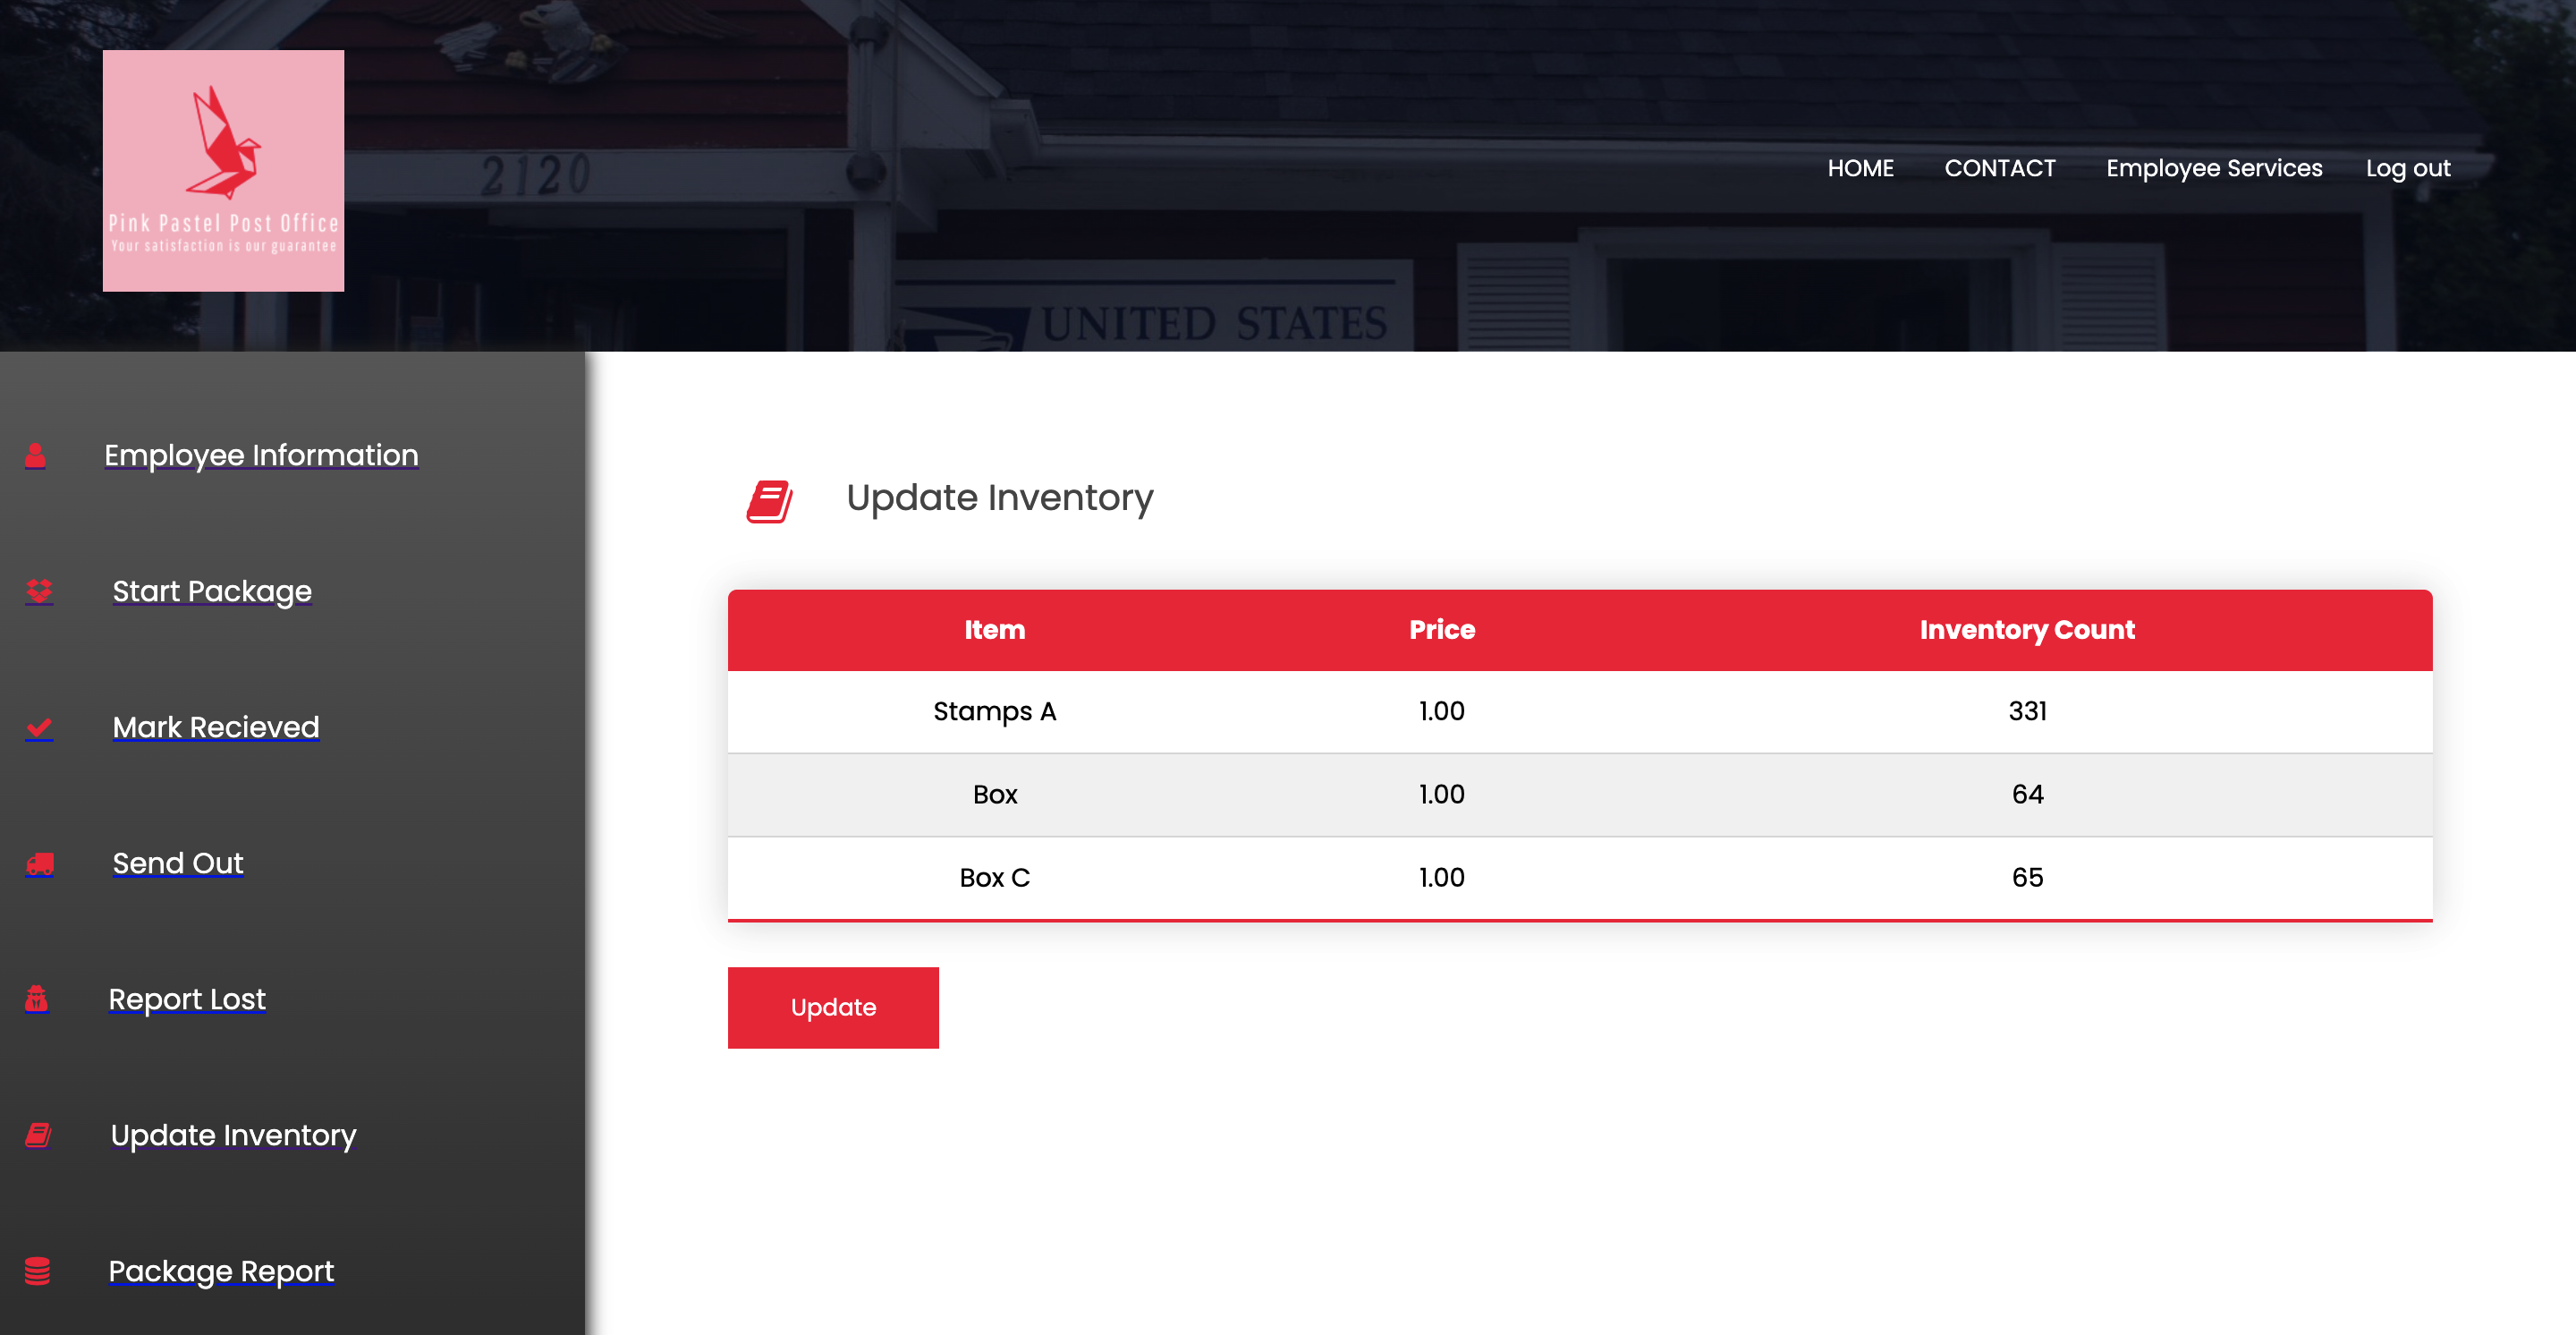 2120
Pink Pastel Post Office
Your satisfaction is our guarantee
HOME CONTACT Employee Services Log out
UNITED STATES
Employee Information
Start Package
Mark Recieved
Send Out
Report Lost
Update Inventory
Package Report
Update Inventory
Item Price Inventory Count
Stamps A 1.00 331
Box 1.00 64
Box C 1.00 65
Update